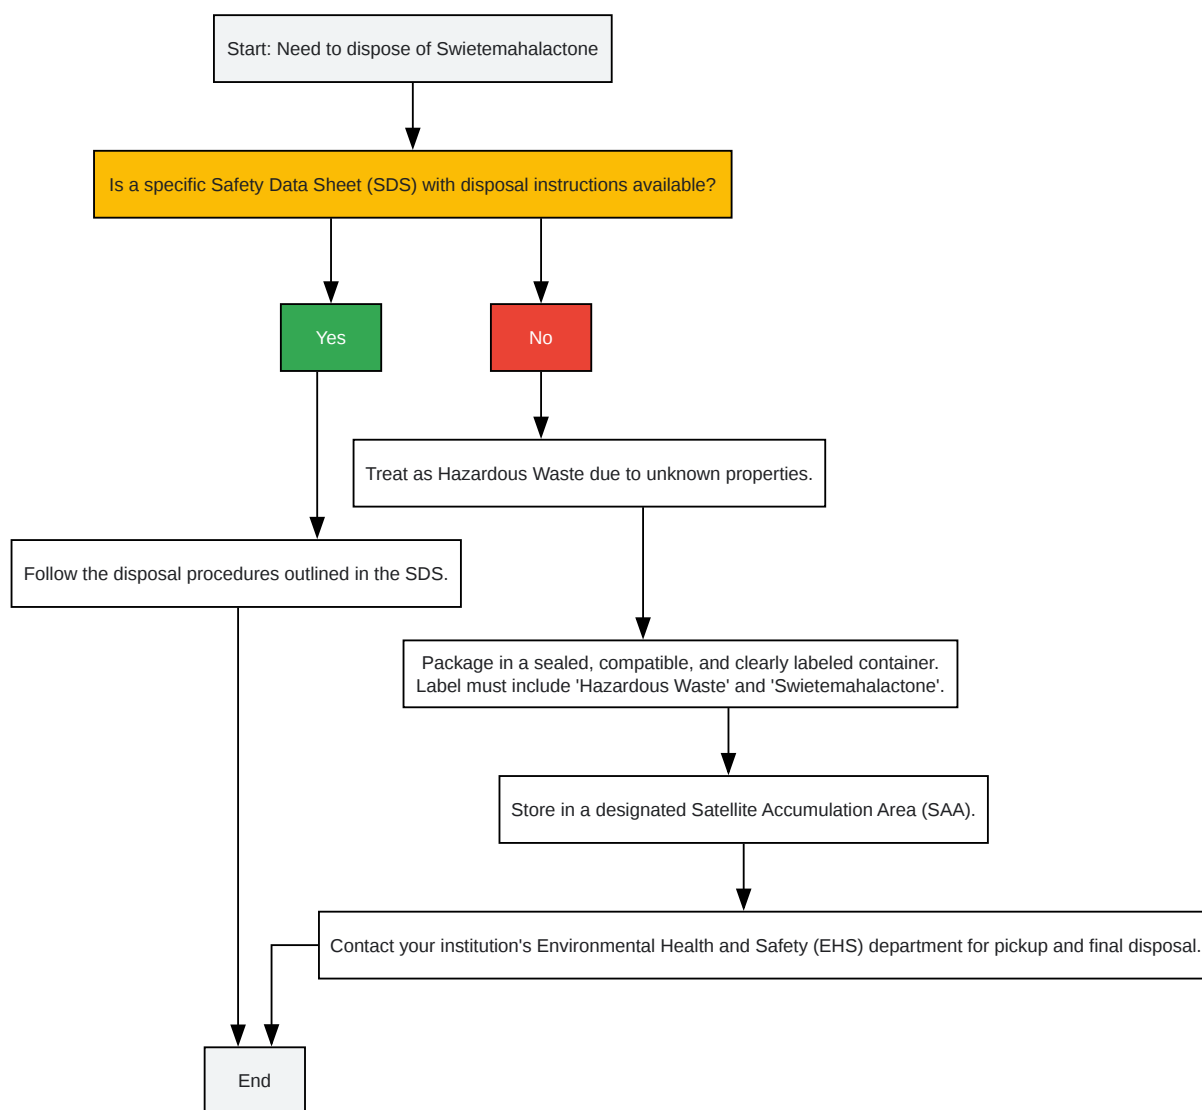 Start: Need to dispose of Swietemahalactone
Is a specific Safety Data Sheet (SDS) with disposal instructions available?
Yes
No
Treat as Hazardous Waste due to unknown properties.
Follow the disposal procedures outlined in the SDS.
Package in a sealed, compatible, and clearly labeled container.
Label must include 'Hazardous Waste' and 'Swietemahalactone'.
Store in a designated Satellite Accumulation Area (SAA).
Contact your institution's Environmental Health and Safety (EHS) department for pickup and final disposal.
End